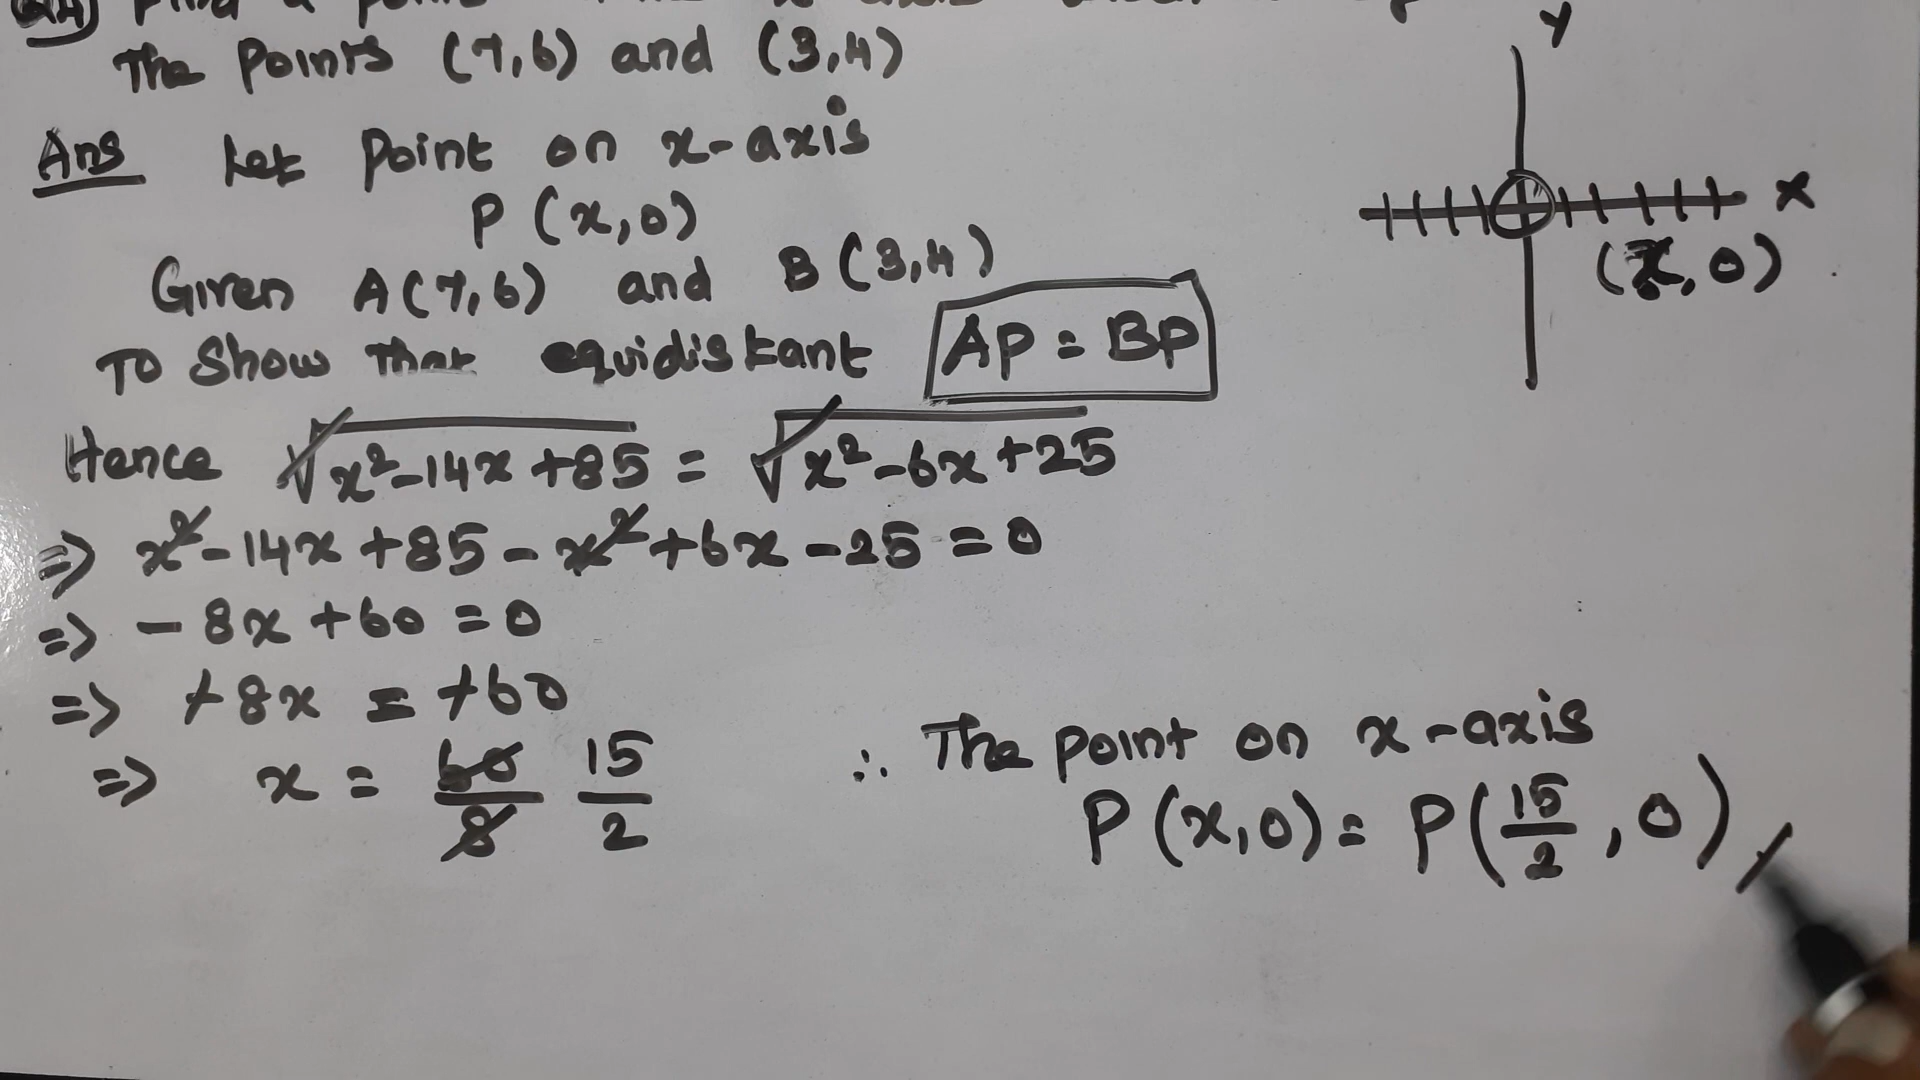 The Points (7,6) and (3,4)
Ans Let point on x-axis
P (x,0)
Given A(7,6) and B(3,4)
To Show that equidistant AP = BP
Hence √x²-14x+85 = √x²-6x+25
=> x²-14x+85-x²+6x-25=0
=> -8x+60=0
=> +8x = +60
=> x = 60/8 15/2
∴ The point on x-axis
P(x,0) = P(15/2, 0)
Y
X
(x,0)